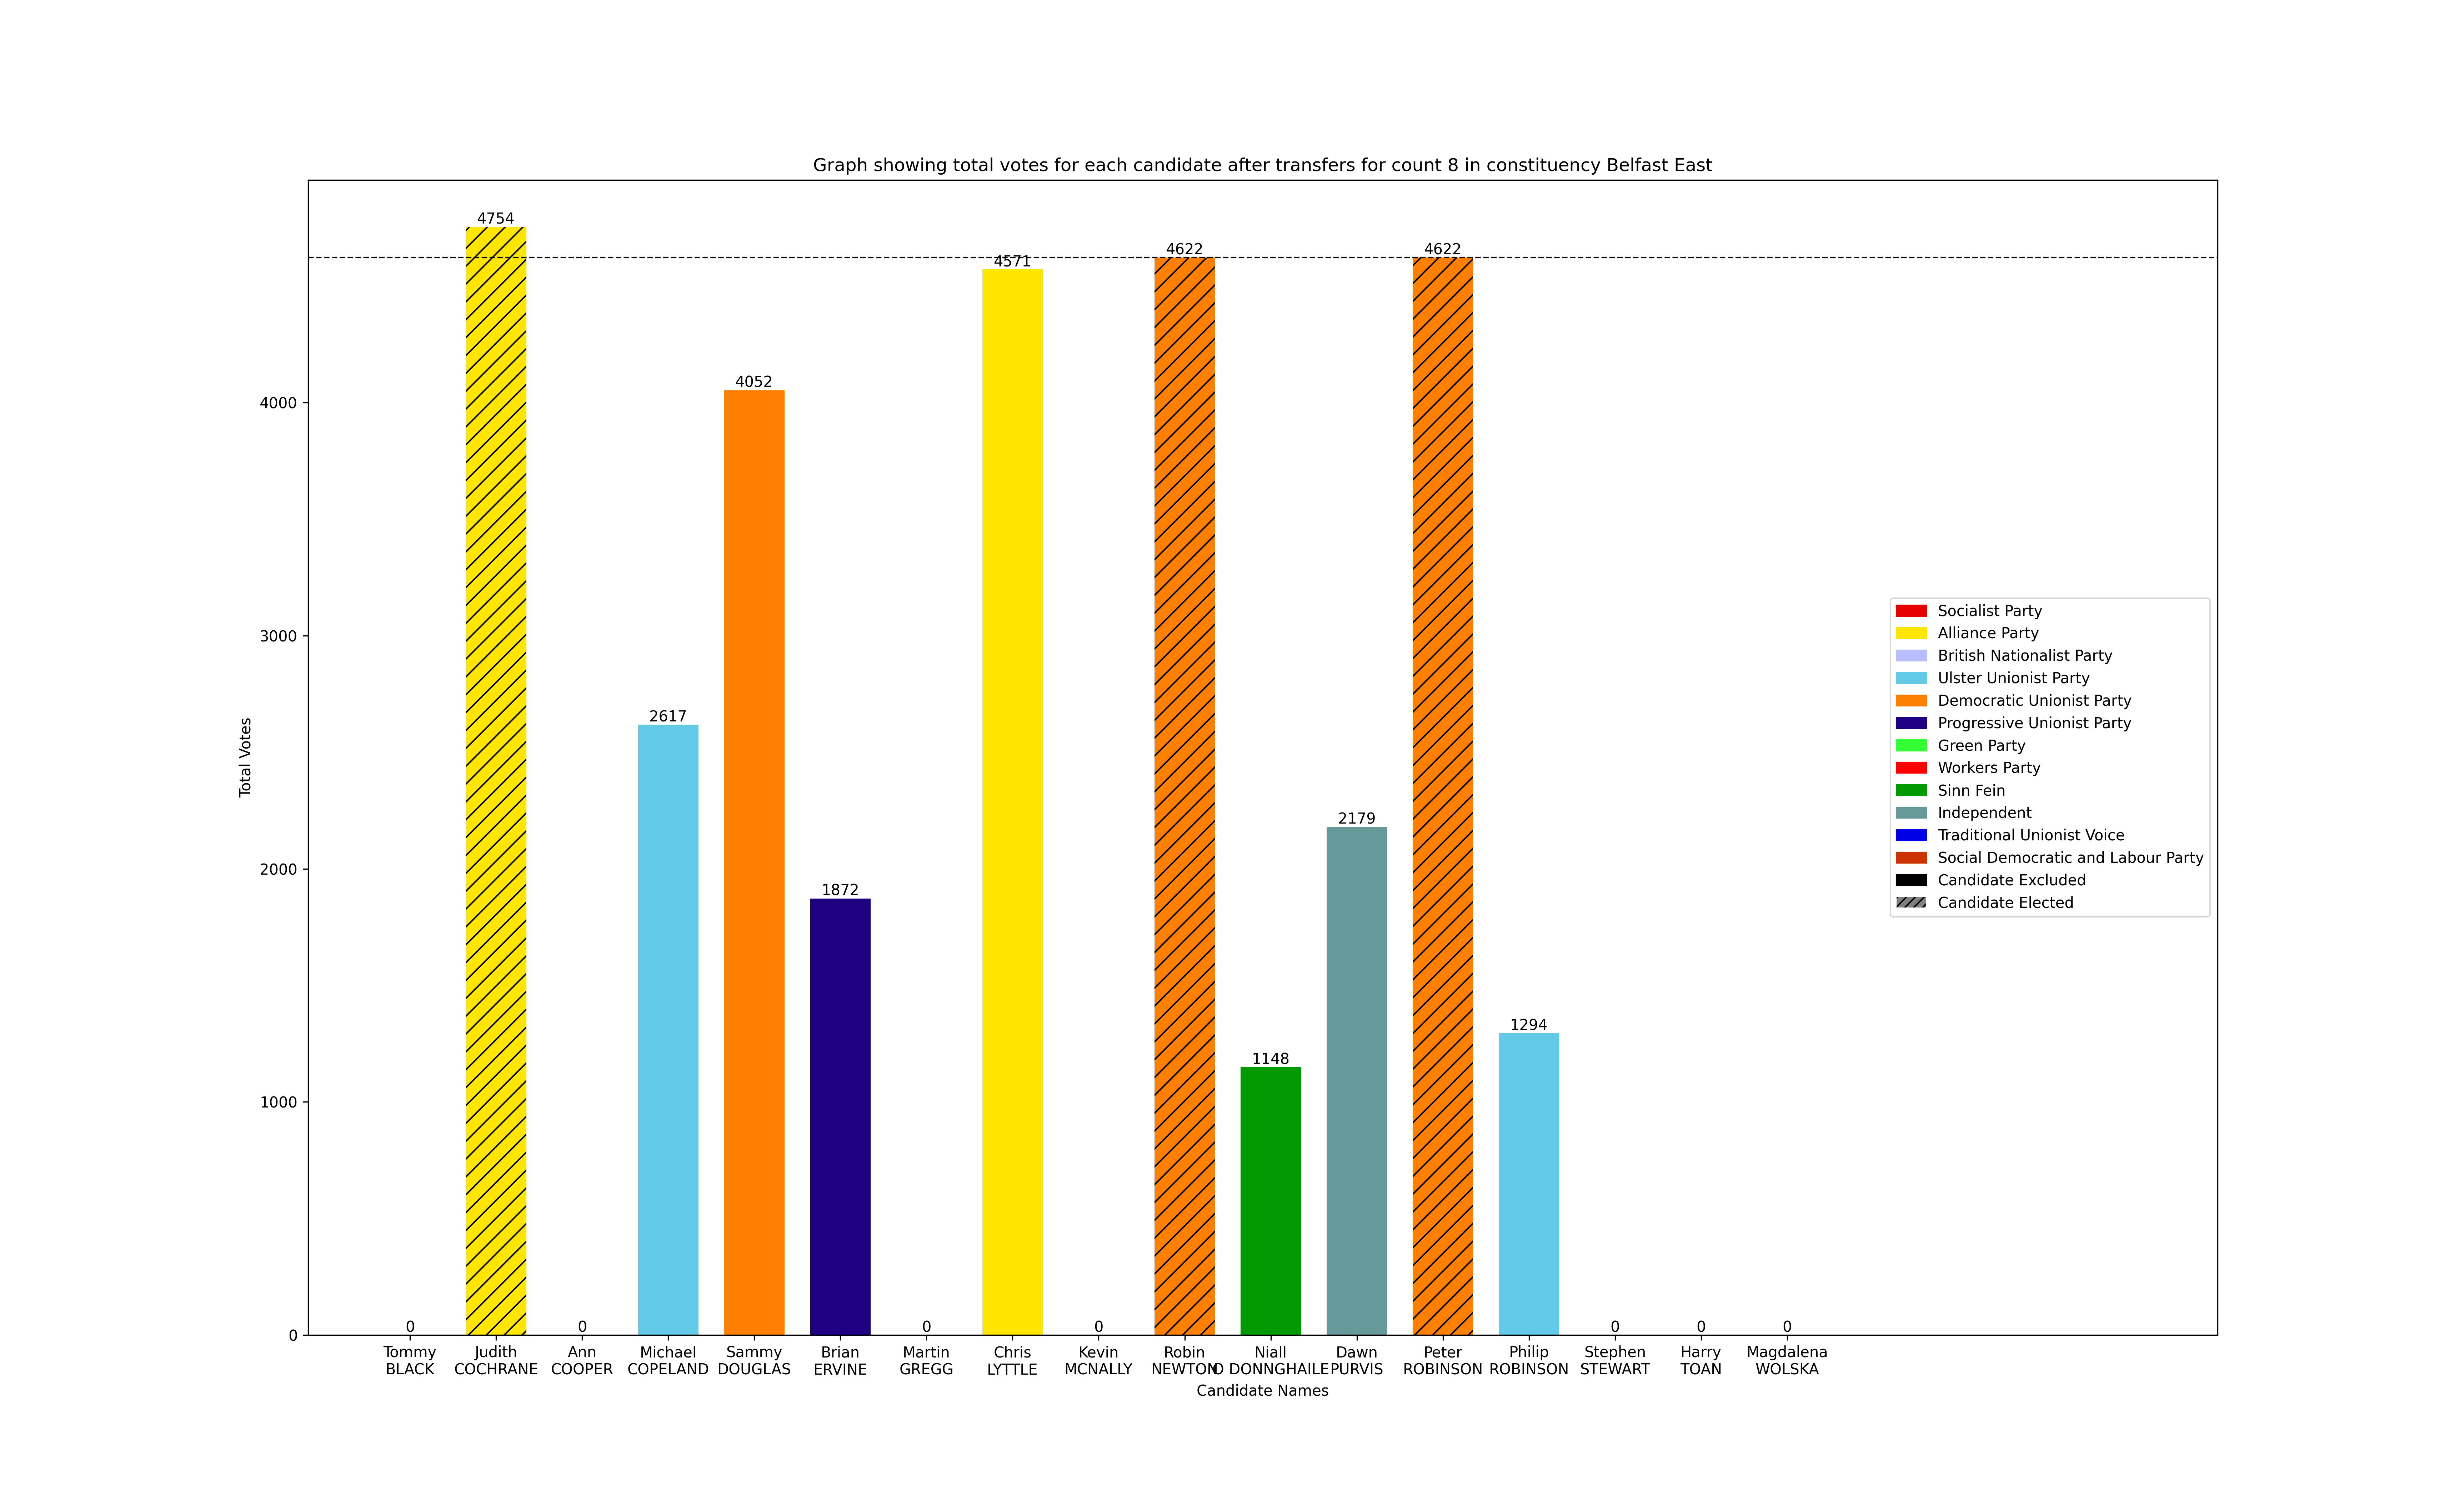 Graph showing total votes for each candidate after transfers for count 8 in constituency Belfast East
Total Votes
4000
3000
2000
1000
0
0
4754
0
2617
4052
1872
0
4571
0
4622
1148
2179
4622
1294
0
0
0
Tommy
BLACK
Judith
COCHRANE
Ann
COOPER
Michael
COPELAND
Sammy
DOUGLAS
Brian
ERVINE
Martin
GREGG
Chris
LYTTLE
Kevin
MCNALLY
Robin
NEWTON
Niall
O DONNGHAILE
Dawn
PURVIS
Peter
ROBINSON
Philip
ROBINSON
Stephen
STEWART
Harry
TOAN
Magdalena
WOLSKA
Candidate Names
Socialist Party
Alliance Party
British Nationalist Party
Ulster Unionist Party
Democratic Unionist Party
Progressive Unionist Party
Green Party
Workers Party
Sinn Fein
Independent
Traditional Unionist Voice
Social Democratic and Labour Party
Candidate Excluded
Candidate Elected